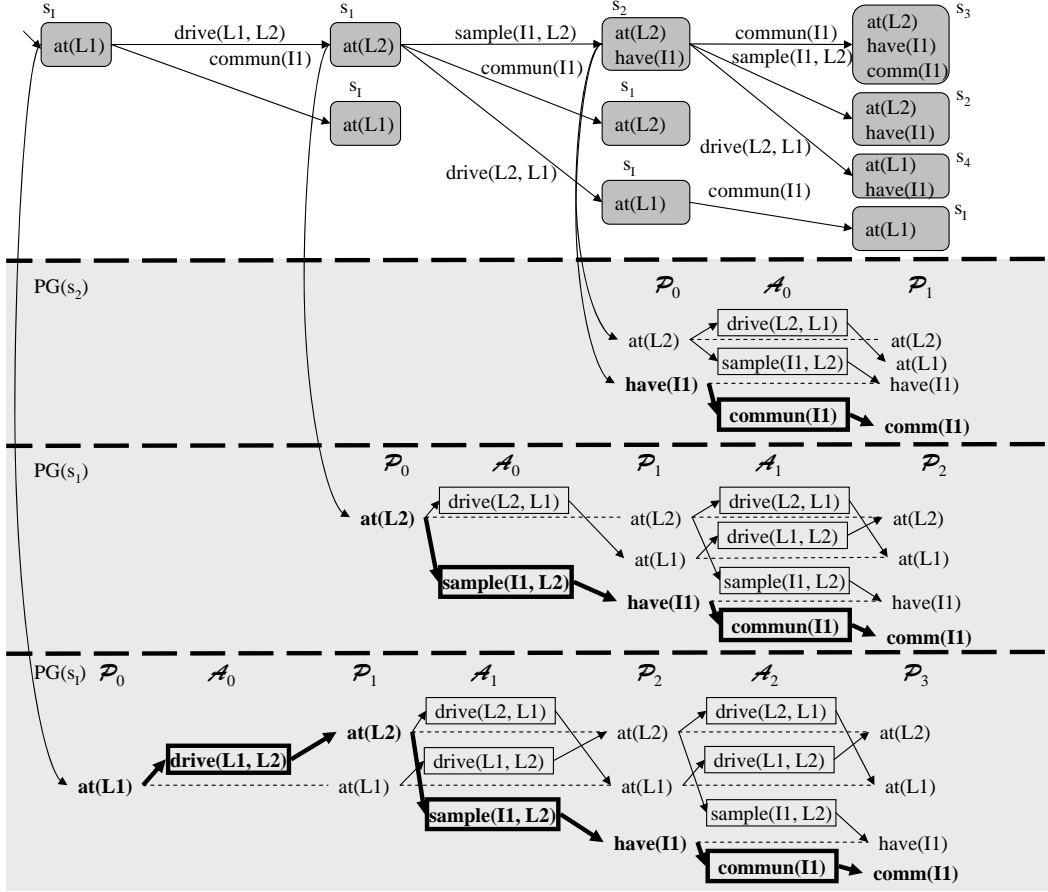 s_I s_1 s_2 s_3
at(L1) drive(L1, L2) at(L2) sample(I1, L2) at(L2) commun(I1) at(L2)
commun(I1) commun(I1) have(I1) sample(I1, L2) have(I1)
comm(I1)
s_I s_1 s_2
at(L1) at(L2) at(L2)
have(I1)
drive(L2, L1) drive(L2, L1)
s_I s_4
at(L1) commun(I1) at(L1)
have(I1)
s_I
at(L1)
PG(s_2) P_0 A_0 P_1
drive(L2, L1)
at(L2) at(L2)
sample(I1, L2) at(L1)
have(I1) have(I1)
commun(I1) comm(I1)
PG(s_1) P_0 A_0 P_1 A_1 P_2
drive(L2, L1) drive(L2, L1)
at(L2) at(L2) at(L2)
drive(L1, L2)
at(L1) at(L1)
sample(I1, L2) sample(I1, L2)
have(I1) have(I1)
commun(I1) comm(I1)
PG(s_I) P_0 A_0 P_1 A_1 P_2 A_2 P_3
drive(L2, L1) drive(L2, L1)
at(L2) at(L2) at(L2)
drive(L1, L2) drive(L1, L2) drive(L1, L2)
at(L1) at(L1) at(L1) at(L1)
sample(I1, L2) sample(I1, L2)
have(I1) have(I1)
commun(I1) comm(I1)